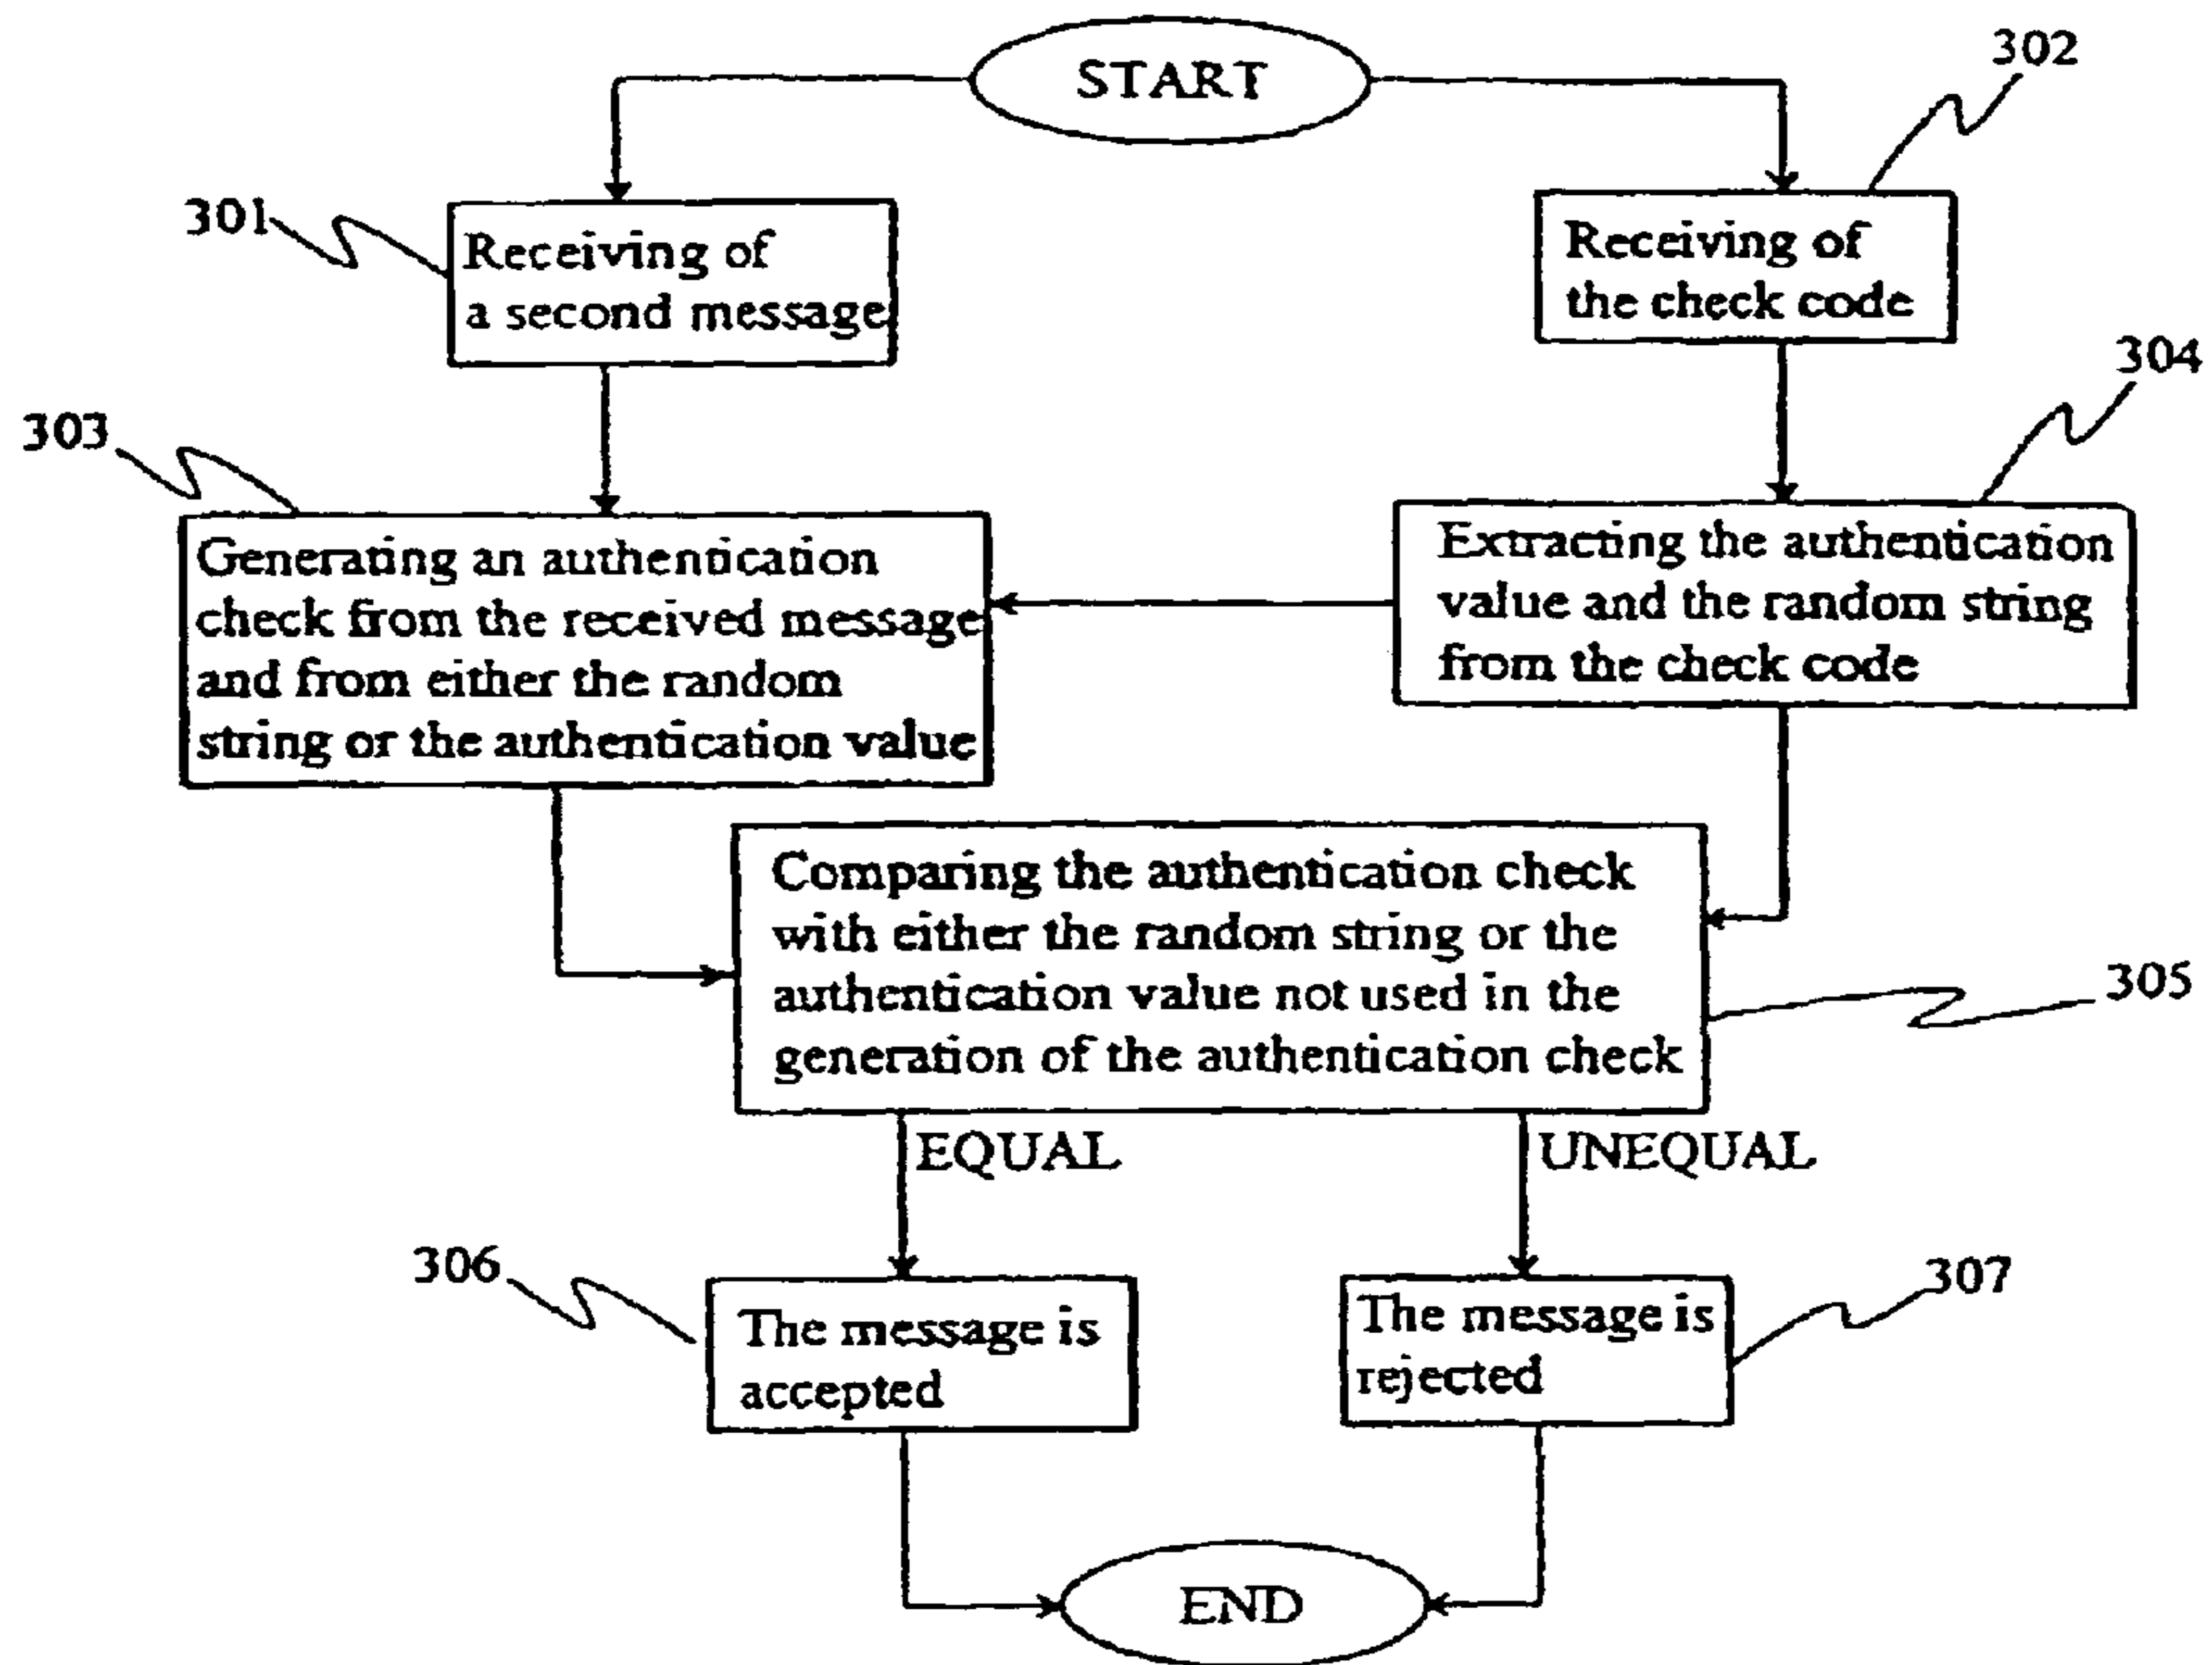 START
302
301
Receiving of
a second message
Receiving of
the check code
304
303
Generating an authentication
check from the received message
and from either the random
string or the authentication value
Extracting the authentication
value and the random string
from the check code
Comparing the authentication check
with either the random string or the
authentication value not used in the
generation of the authentication check
305
EQUAL
UNEQUAL
306
The message is
accepted
The message is
rejected
307
END